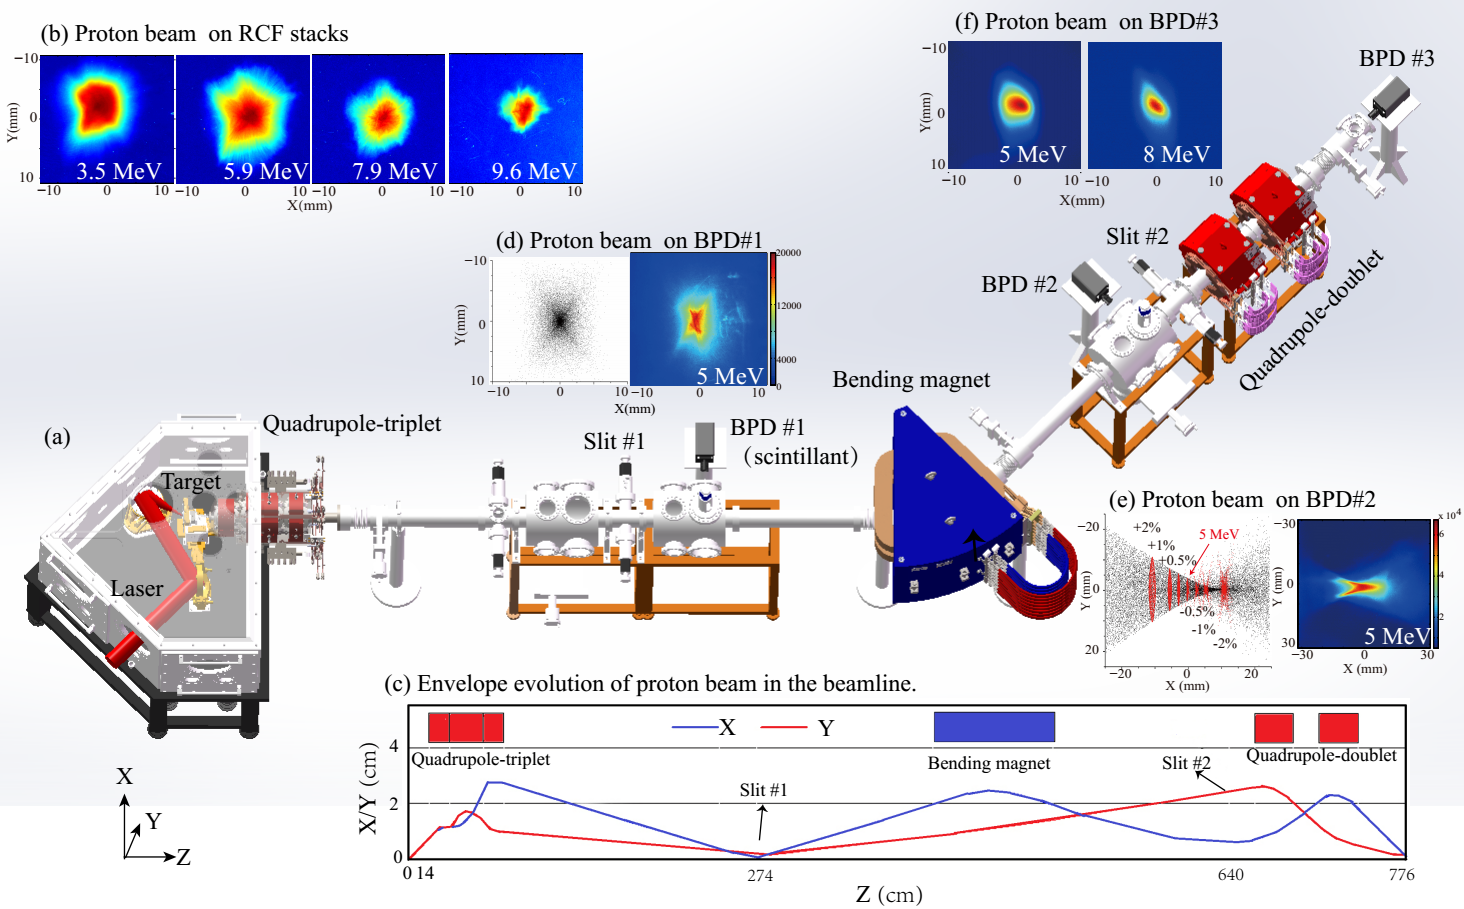 (b) Proton beam on RCF stacks
−10
0
10
Y(mm)
3.5 MeV
5.9 MeV
7.9 MeV
9.6 MeV
−10 0 10 −10 0 10 −10 0 10 −10 0 10
X(mm)
(f) Proton beam on BPD#3
−10
0
10
Y(mm)
5 MeV
8 MeV
−10 0 10 −10 0 10
X(mm)
BPD #3
Slit #2
BPD #2
Quadrupole-doublet
(d) Proton beam on BPD#1
−10
0
10
Y(mm)
5 MeV
20000
12000
4000
0
−10 0 10 −10 0 10
X(mm)
Bending magnet
(a)
Quadrupole-triplet
Target
Laser
Slit #1
BPD #1
(scintillant)
(e) Proton beam on BPD#2
−20
0
20
Y (mm)
+2%
+1%
+0.5%
5 MeV
-0.5%
-1%
-2%
−20 0 20
X (mm)
−30
0
30
Y (mm)
5 MeV
−30 0 30
X (mm)
x 10⁴
6
4
2
(c) Envelope evolution of proton beam in the beamline.
X Y
Quadrupole-triplet
Bending magnet
Quadrupole-doublet
Slit #1
Slit #2
4
2
0
X/Y (cm)
0 14 274 640 776
Z (cm)
X
Y
Z